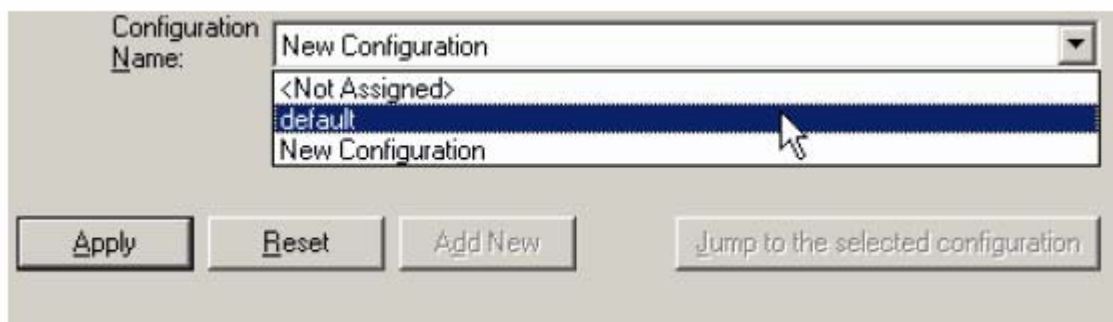 Configuration
Name:
New Configuration
<Not Assigned>
default
New Configuration
Apply
Reset
Add New
Jump to the selected configuration